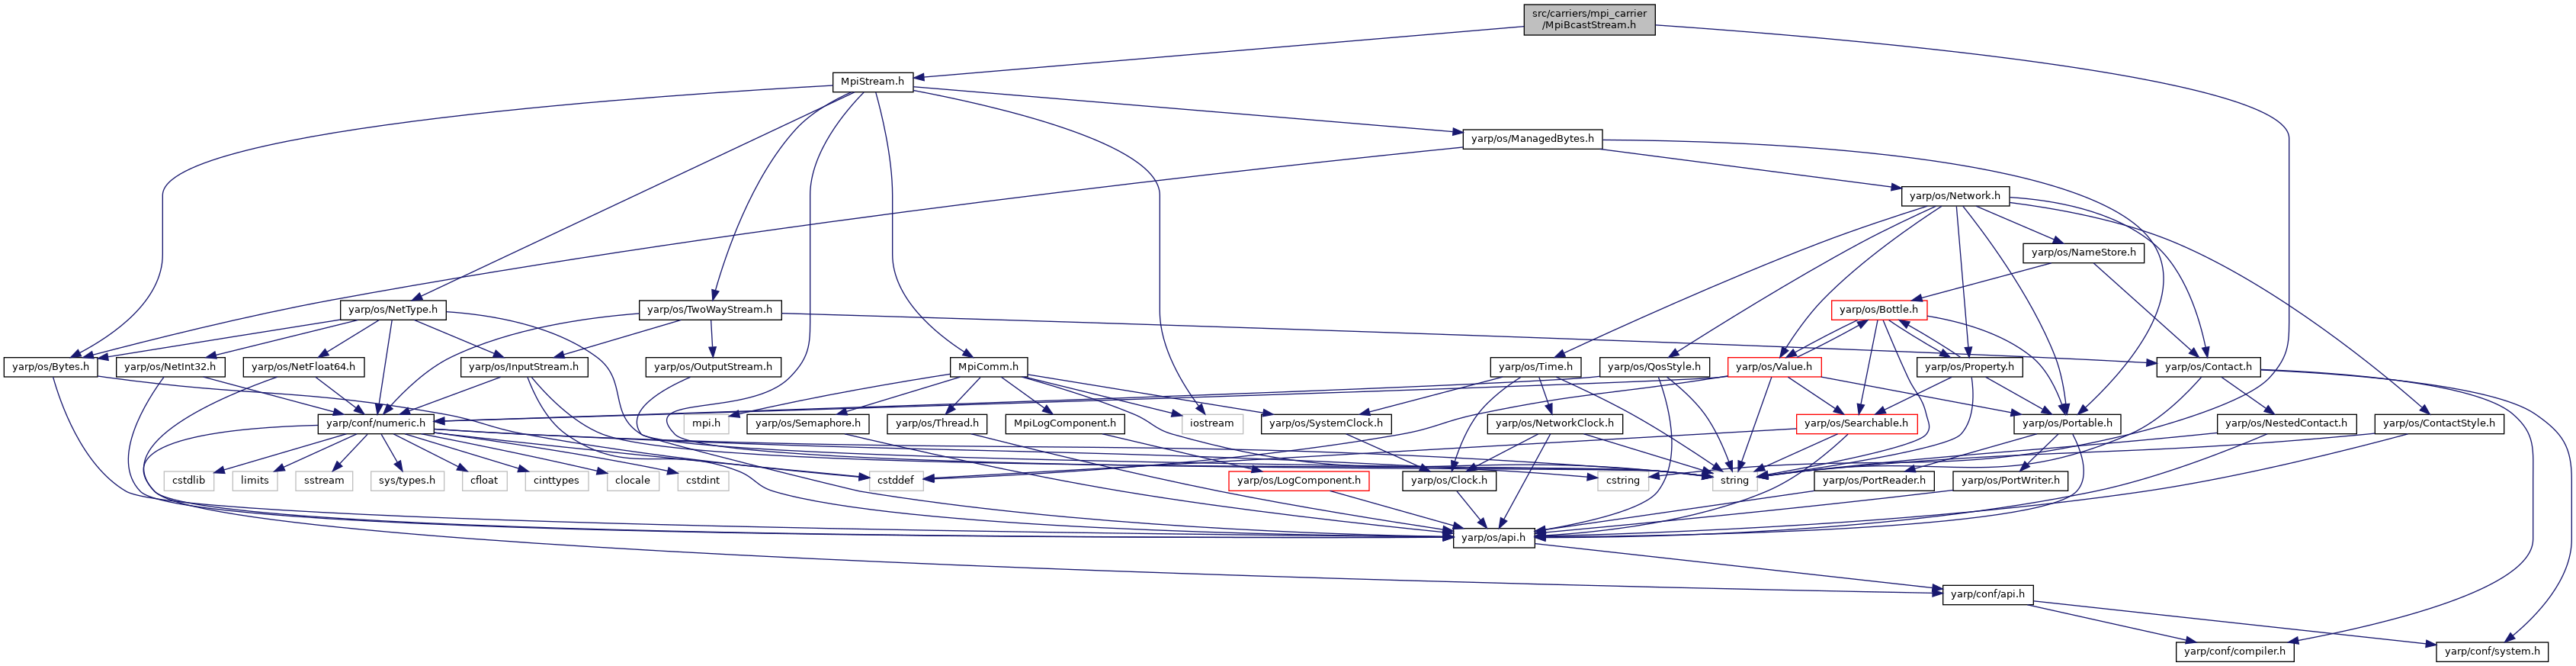 src/carriers/mpi_carrier
/MpiBcastStream.h
MpiStream.h
yarp/os/ManagedBytes.h
yarp/os/Network.h
yarp/os/NameStore.h
yarp/os/NetType.h
yarp/os/TwoWayStream.h
yarp/os/Bottle.h
yarp/os/Bytes.h
yarp/os/NetInt32.h
yarp/os/NetFloat64.h
yarp/os/InputStream.h
yarp/os/OutputStream.h
MpiComm.h
yarp/os/Time.h
yarp/os/QosStyle.h
yarp/os/Value.h
yarp/os/Property.h
yarp/os/Contact.h
yarp/conf/numeric.h
mpi.h
yarp/os/Semaphore.h
yarp/os/Thread.h
MpiLogComponent.h
iostream
yarp/os/SystemClock.h
yarp/os/NetworkClock.h
yarp/os/Searchable.h
yarp/os/Portable.h
yarp/os/NestedContact.h
yarp/os/ContactStyle.h
cstdlib
limits
sstream
sys/types.h
cfloat
cinttypes
clocale
cstdint
cstddef
yarp/os/LogComponent.h
yarp/os/Clock.h
cstring
string
yarp/os/PortReader.h
yarp/os/PortWriter.h
yarp/os/api.h
yarp/conf/api.h
yarp/conf/compiler.h
yarp/conf/system.h